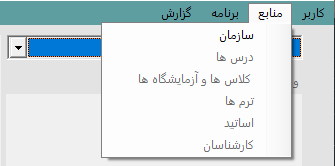 کاربر منابع برنامه گزارش
سازمان
درس ها
کلاس ها و آزمایشگاه ها
ترم ها
اساتید
کارشناسان